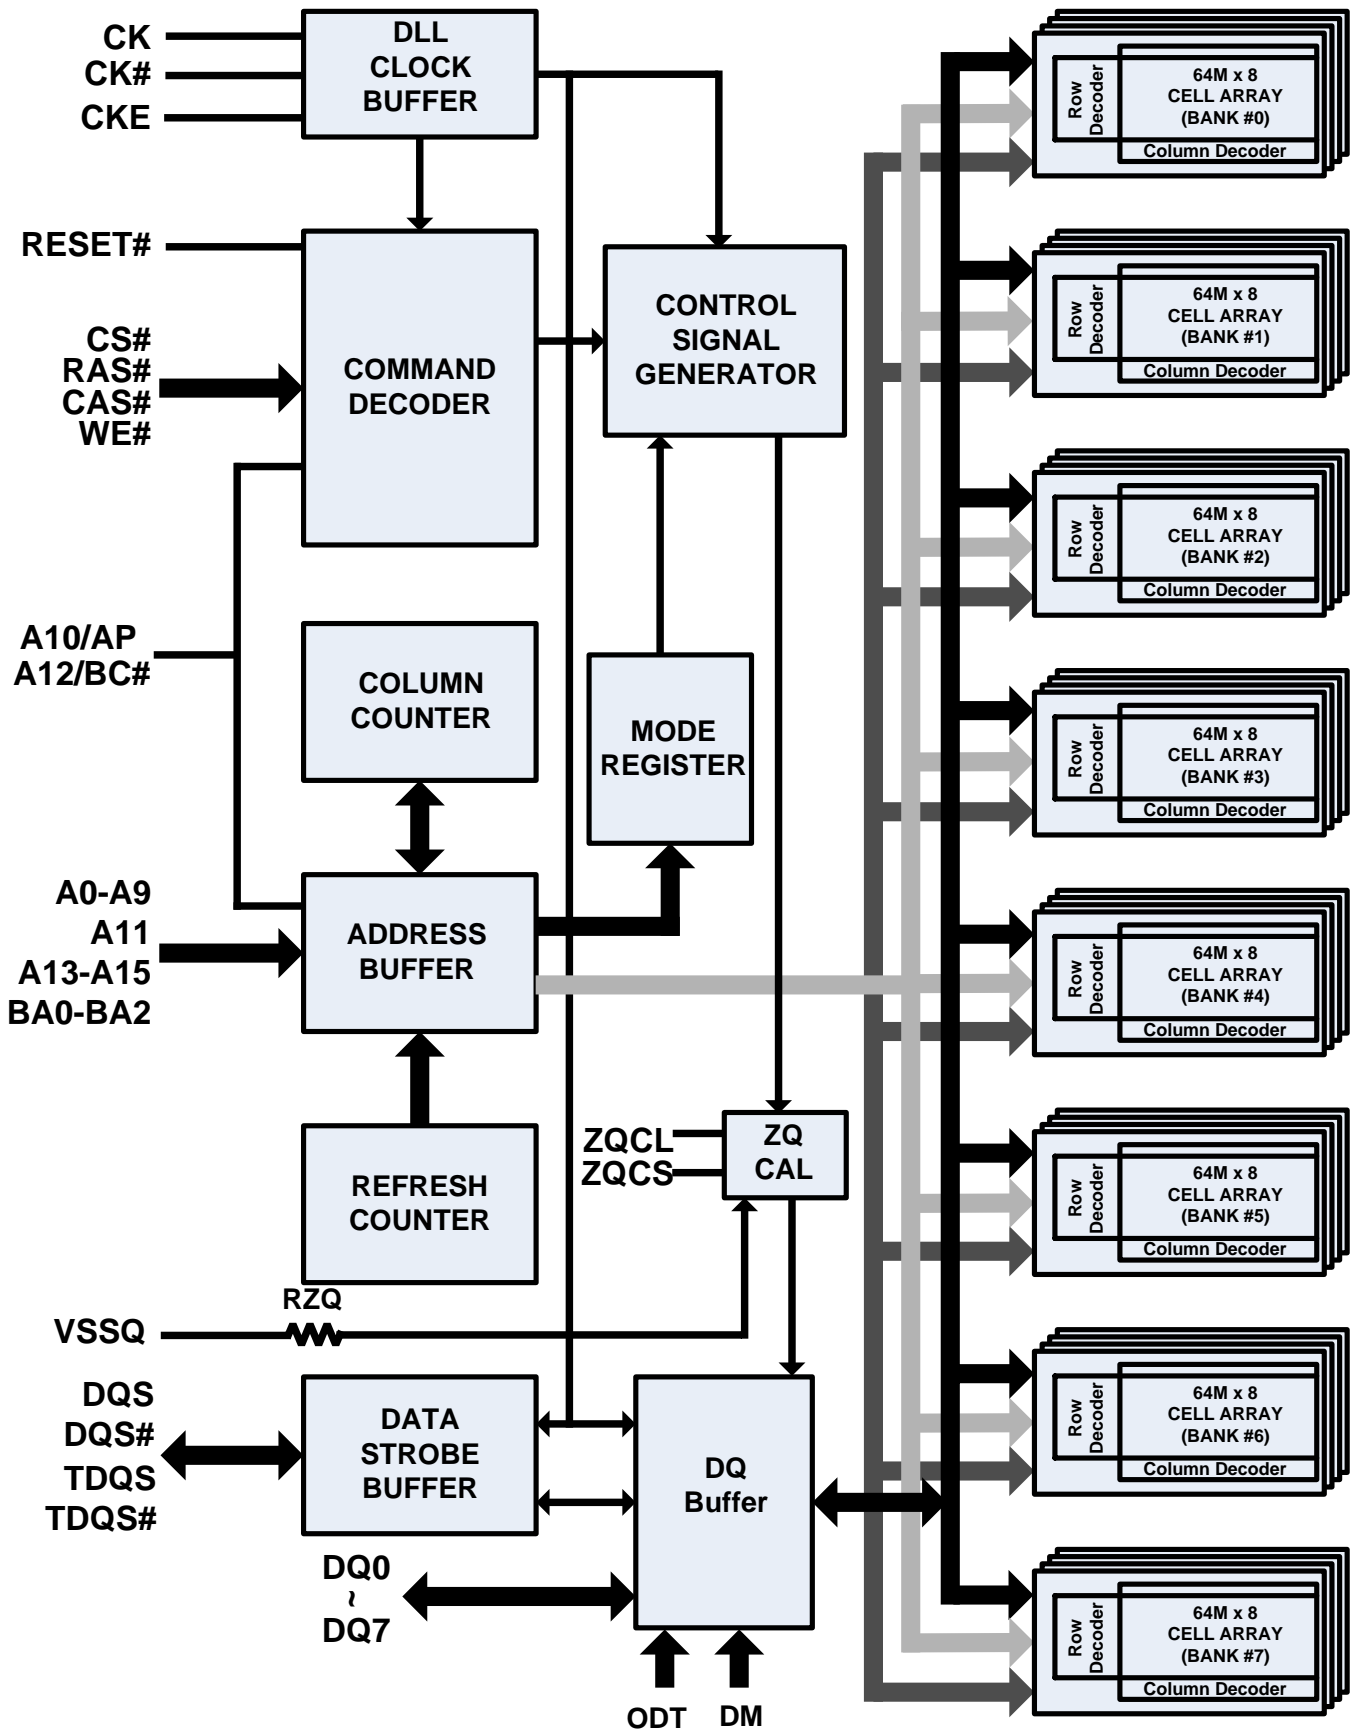 CK
CK#
CKE
DLL
CLOCK
BUFFER
RESET#
CS#
RAS#
CAS#
WE#
COMMAND
DECODER
CONTROL
SIGNAL
GENERATOR
A10/AP
A12/BC#
COLUMN
COUNTER
MODE
REGISTER
A0-A9
A11
A13-A15
BA0-BA2
ADDRESS
BUFFER
REFRESH
COUNTER
ZQCL
ZQCS
ZQ
CAL
RZQ
VSSQ
DQS
DQS#
TDQS
TDQS#
DATA
STROBE
BUFFER
DQ
Buffer
DQ0
~
DQ7
ODT
DM
Row
Decoder
64M x 8
CELL ARRAY
(BANK #0)
Column Decoder
Row
Decoder
64M x 8
CELL ARRAY
(BANK #1)
Column Decoder
Row
Decoder
64M x 8
CELL ARRAY
(BANK #2)
Column Decoder
Row
Decoder
64M x 8
CELL ARRAY
(BANK #3)
Column Decoder
Row
Decoder
64M x 8
CELL ARRAY
(BANK #4)
Column Decoder
Row
Decoder
64M x 8
CELL ARRAY
(BANK #5)
Column Decoder
Row
Decoder
64M x 8
CELL ARRAY
(BANK #6)
Column Decoder
Row
Decoder
64M x 8
CELL ARRAY
(BANK #7)
Column Decoder